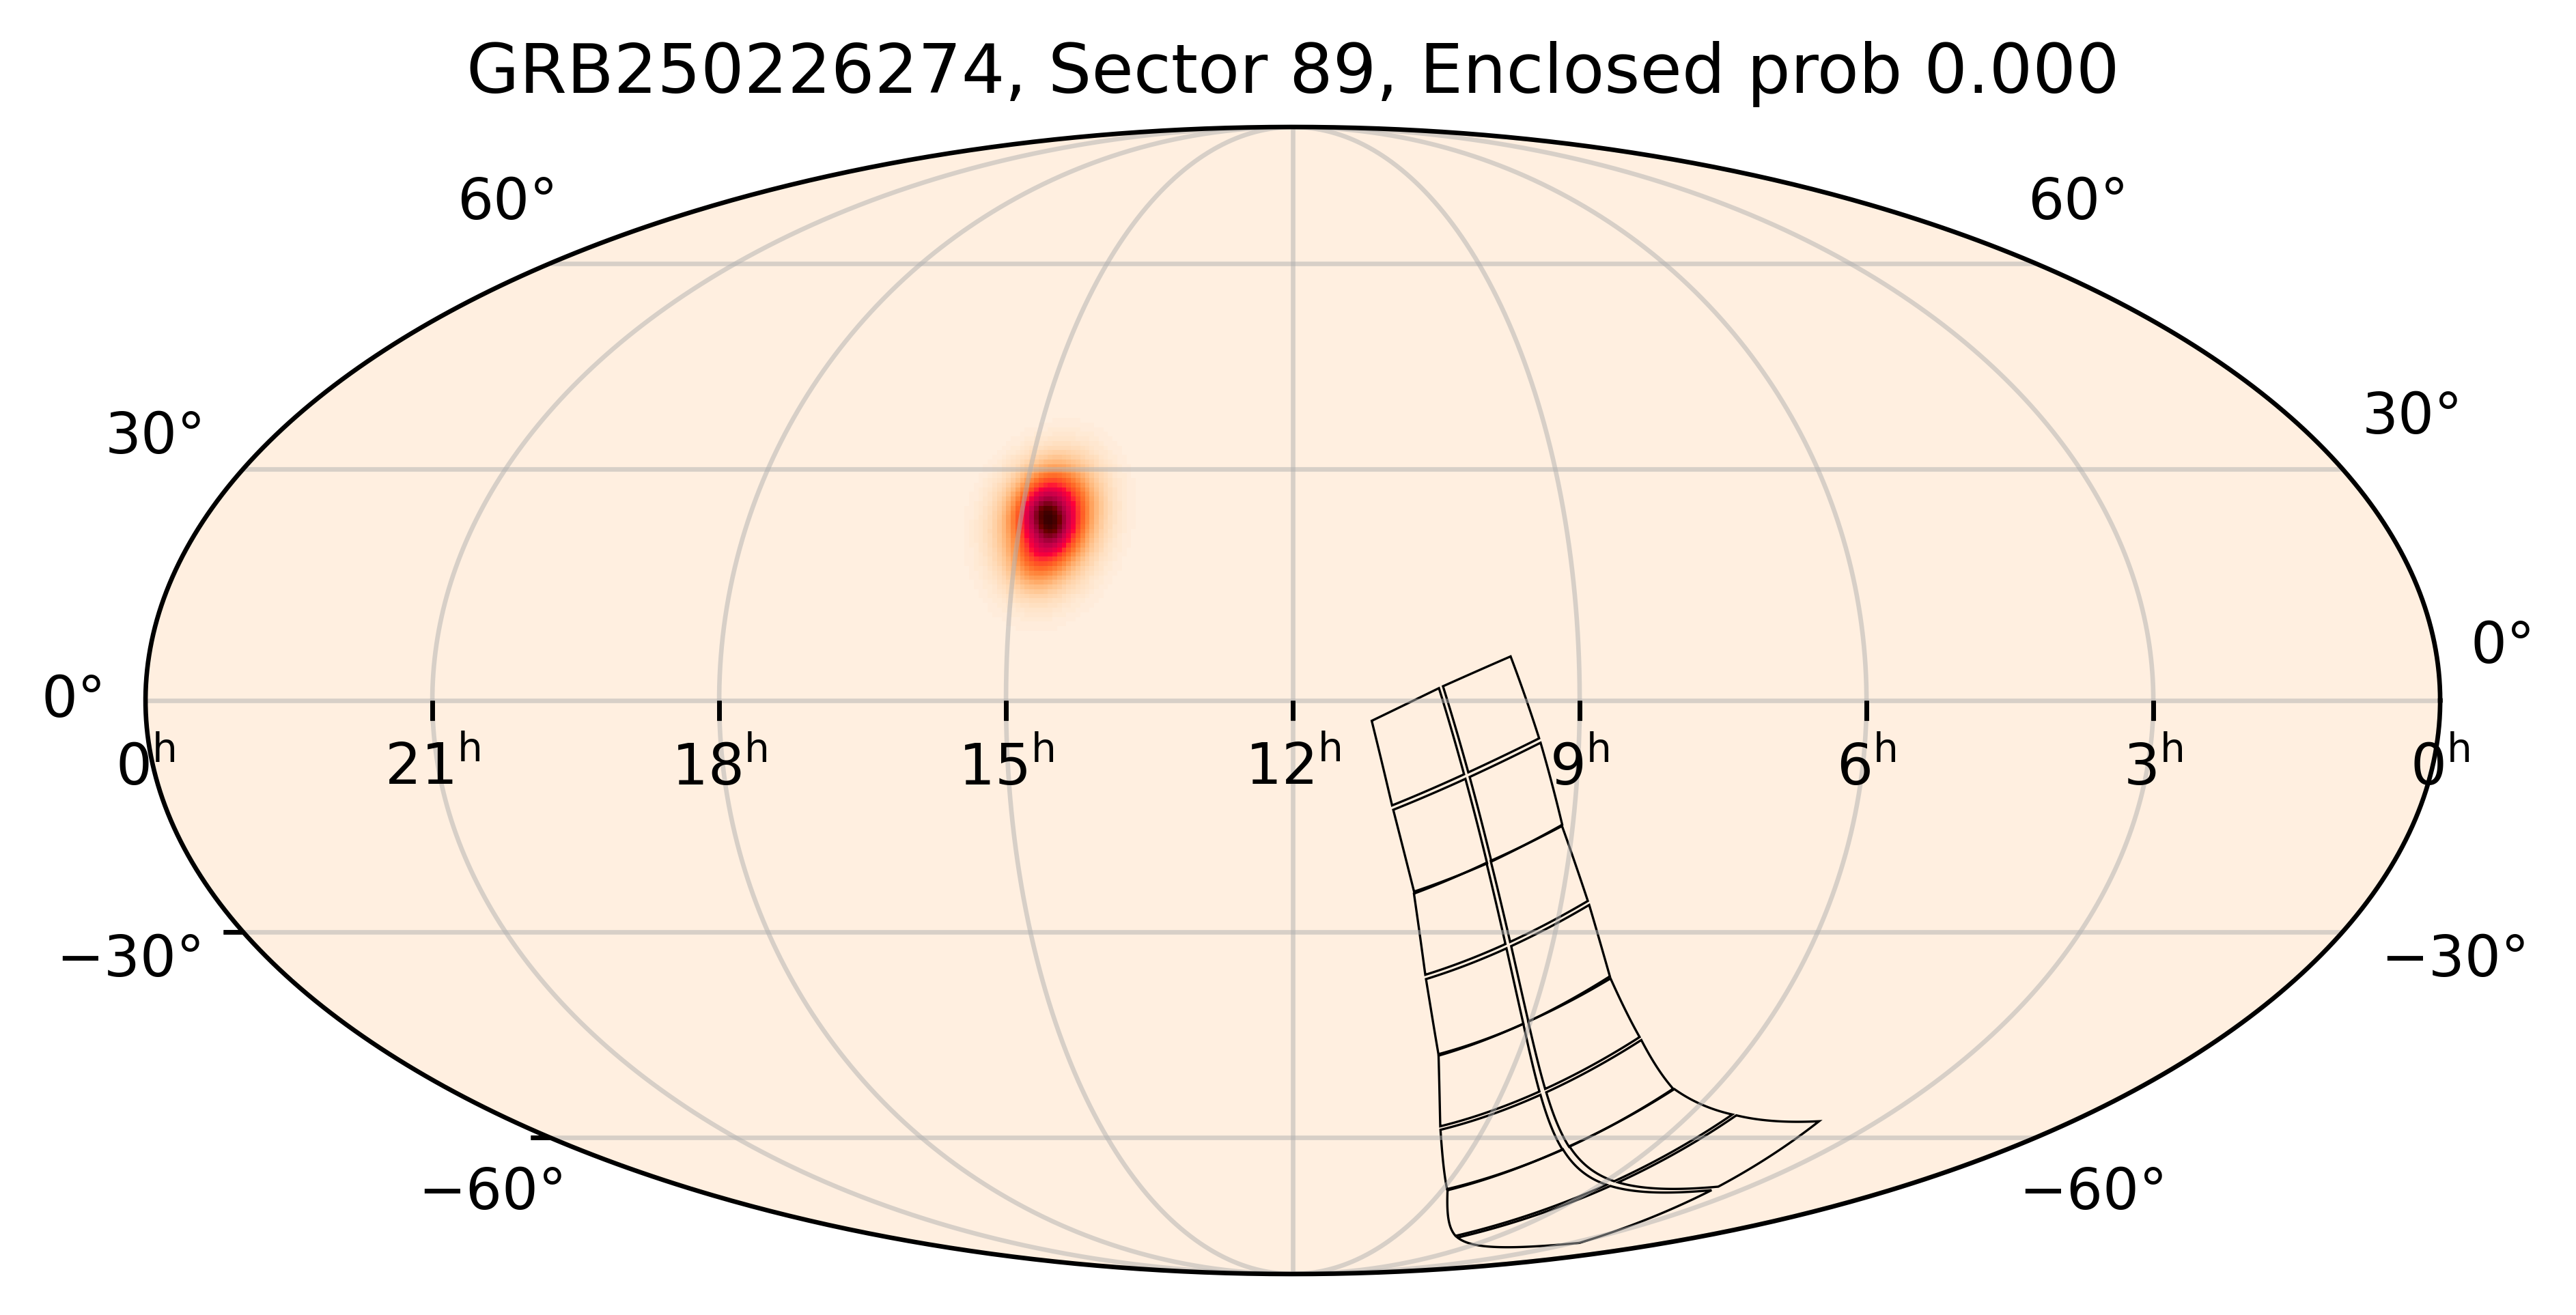 GRB250226274, Sector 89, Enclosed prob 0.000
60° 60°
30° 30°
0° 0°
0ʰ 21ʰ 18ʰ 15ʰ 12ʰ 9ʰ 6ʰ 3ʰ 0ʰ
−30° −30°
−60° −60°